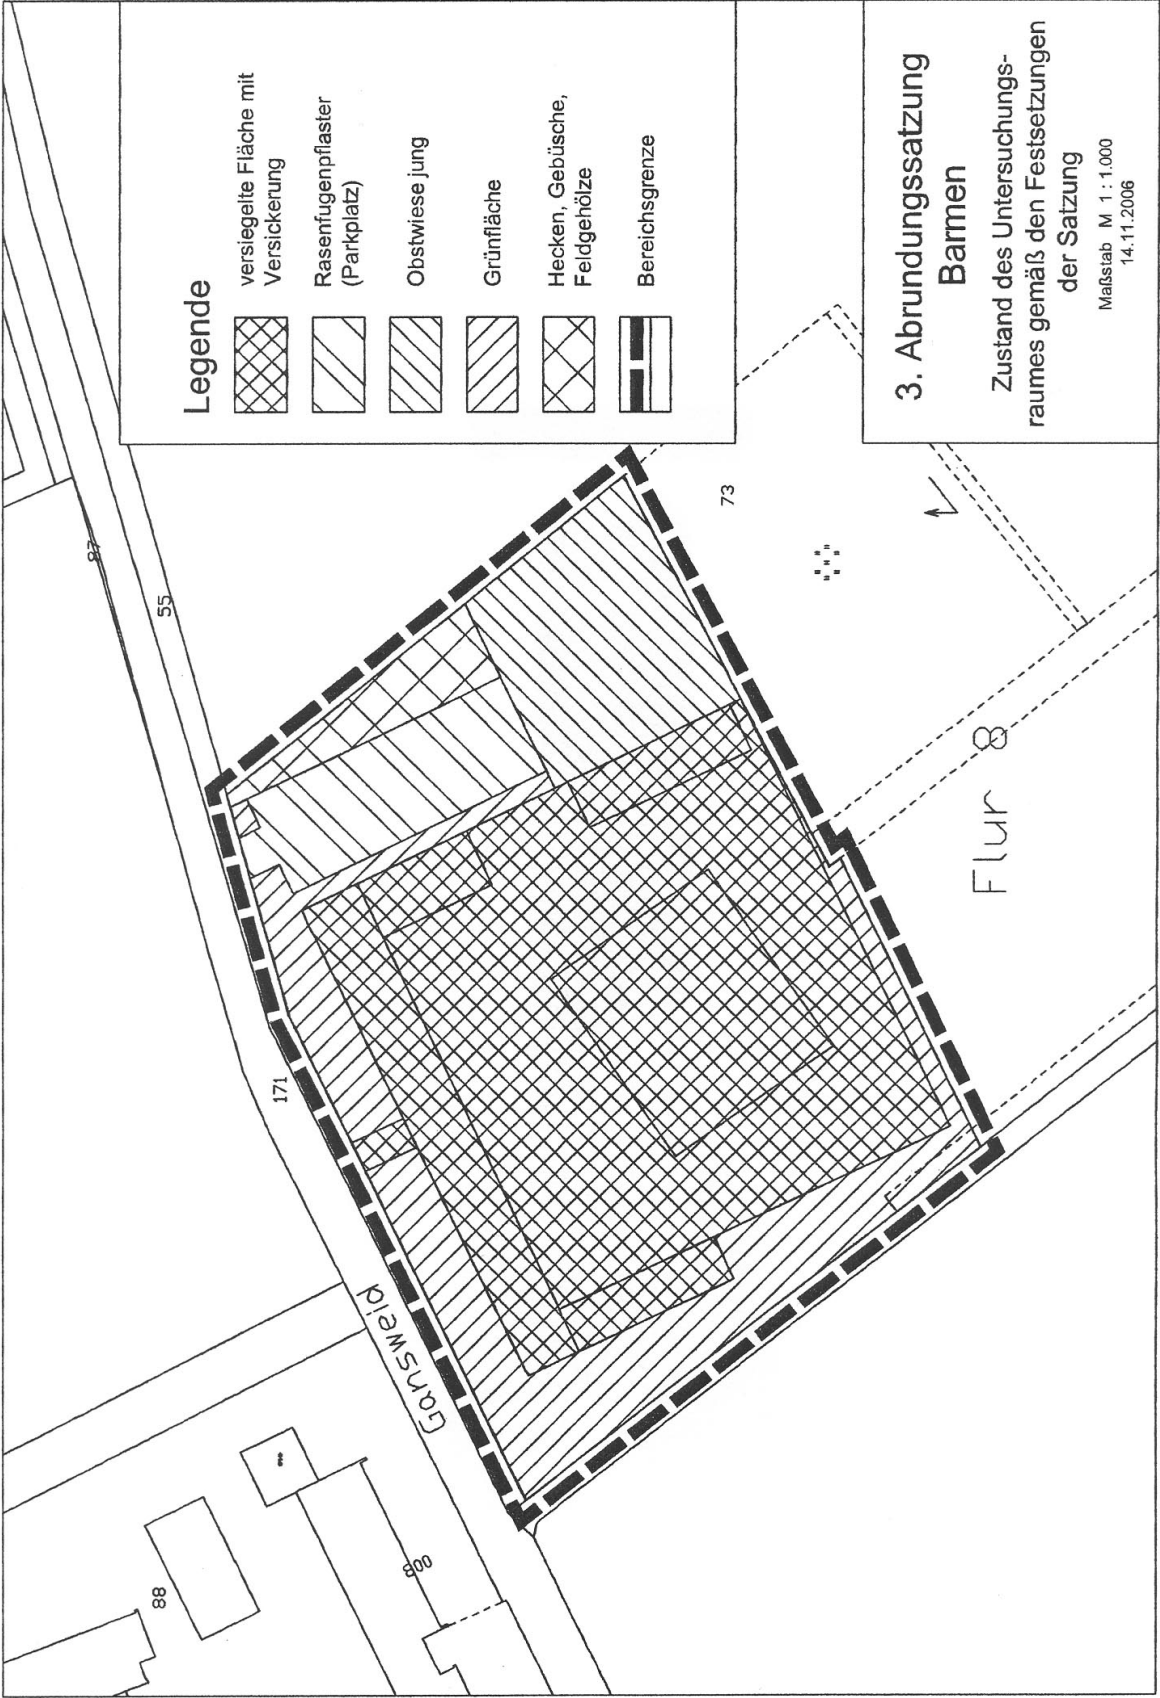 Legende
versiegelte Fläche mit
Versickerung
Rasenfugenpflaster
(Parkplatz)
Obstwiese jung
Grünfläche
Hecken, Gebüsche,
Feldgehölze
Bereichsgrenze
3. Abrundungssatzung
Barmen
Zustand des Untersuchungs-
raumes gemäß den Festsetzungen
der Satzung
Maßstab M 1 : 1.000
14.11.2006
87
55
171
Gansweid
88
73
Flur 8